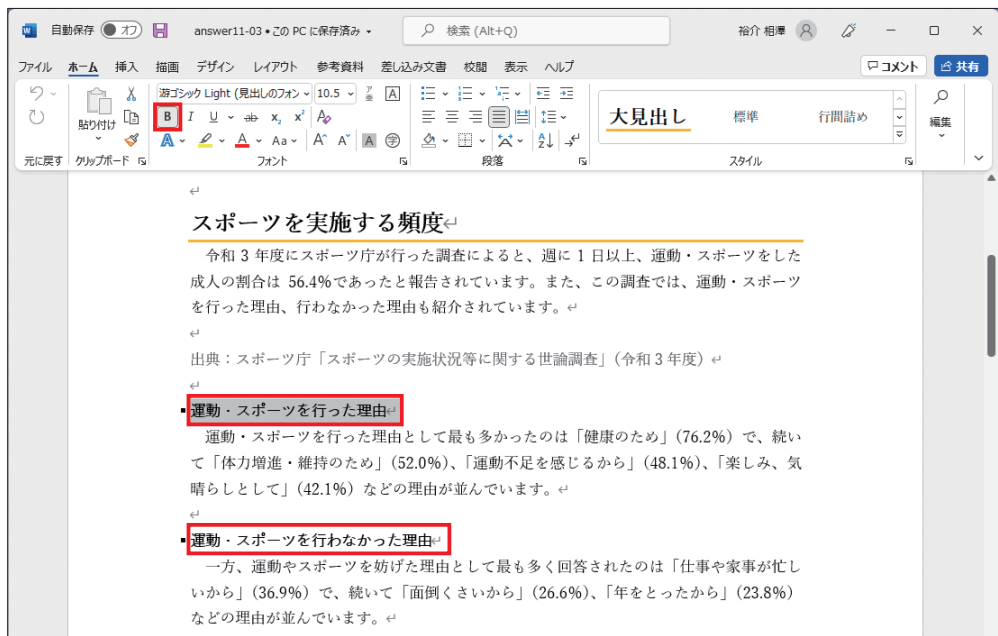 自動保存 オフ answer11-03 • この PC に保存済み 検索 (Alt+Q) 裕介 相澤
ファイル ホーム 挿入 描画 デザイン レイアウト 参考資料 差し込み文書 校閲 表示 ヘルプ コメント 共有
游ゴシック Light (見出しのフォン 10.5
貼り付け B I U ab x₂ x² A 大見出し 標準 行間詰め 編集
A A Aa A A A 字
元に戻す クリップボード フォント 段落 スタイル
スポーツを実施する頻度↵
令和 3 年度にスポーツ庁が行った調査によると、週に 1 日以上、運動・スポーツをした
成人の割合は 56.4%であったと報告されています。また、この調査では、運動・スポーツ
を行った理由、行わなかった理由も紹介されています。↵
出典：スポーツ庁「スポーツの実施状況等に関する世論調査」（令和 3 年度）↵
運動・スポーツを行った理由↵
運動・スポーツを行った理由として最も多かったのは「健康のため」（76.2%）で、続い
て「体力増進・維持のため」（52.0%）、「運動不足を感じるから」（48.1%）、「楽しみ、気
晴らしとして」（42.1%）などの理由が並んでいます。↵
運動・スポーツを行わなかった理由↵
一方、運動やスポーツを妨げた理由として最も多く回答されたのは「仕事や家事が忙し
いから」（36.9%）で、続いて「面倒くさいから」（26.6%）、「年をとったから」（23.8%）
などの理由が並んでいます。↵